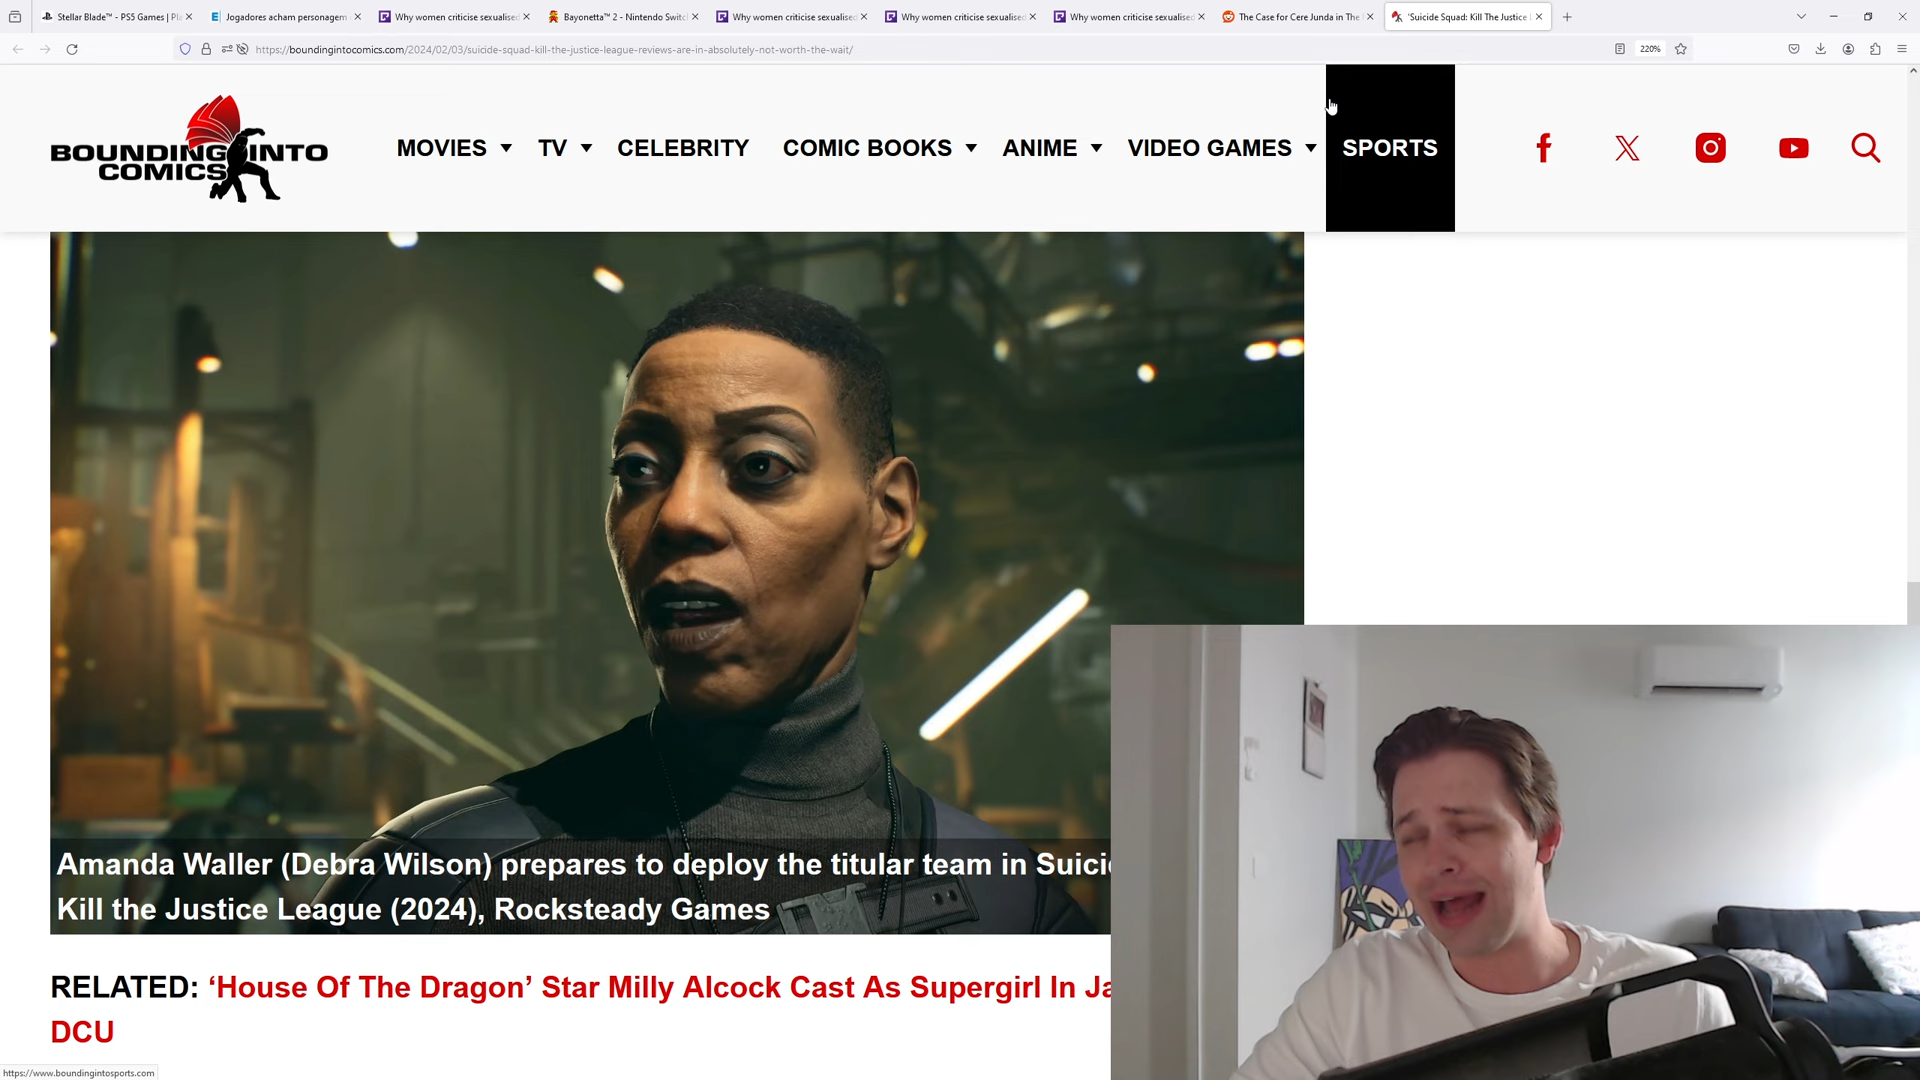 Stellar Blade™ - PS5 Games | Pl
Jogadores acham personagem
Why women criticise sexualised
Bayonetta™ 2 - Nintendo Switc
Why women criticise sexualised
Why women criticise sexualised
Why women criticise sexualised
The Case for Cere Junda in The
'Suicide Squad: Kill The Justice
https://boundingintocomics.com/2024/02/03/suicide-squad-kill-the-justice-league-reviews-are-in-absolutely-not-worth-the-wait/
220%
BOUNDING INTO
COMICS
MOVIES
TV
CELEBRITY
COMIC BOOKS
ANIME
VIDEO GAMES
SPORTS
Amanda Waller (Debra Wilson) prepares to deploy the titular team in Suici
Kill the Justice League (2024), Rocksteady Games
RELATED: ‘House Of The Dragon’ Star Milly Alcock Cast As Supergirl In Ja
DCU
https://www.boundingintosports.com